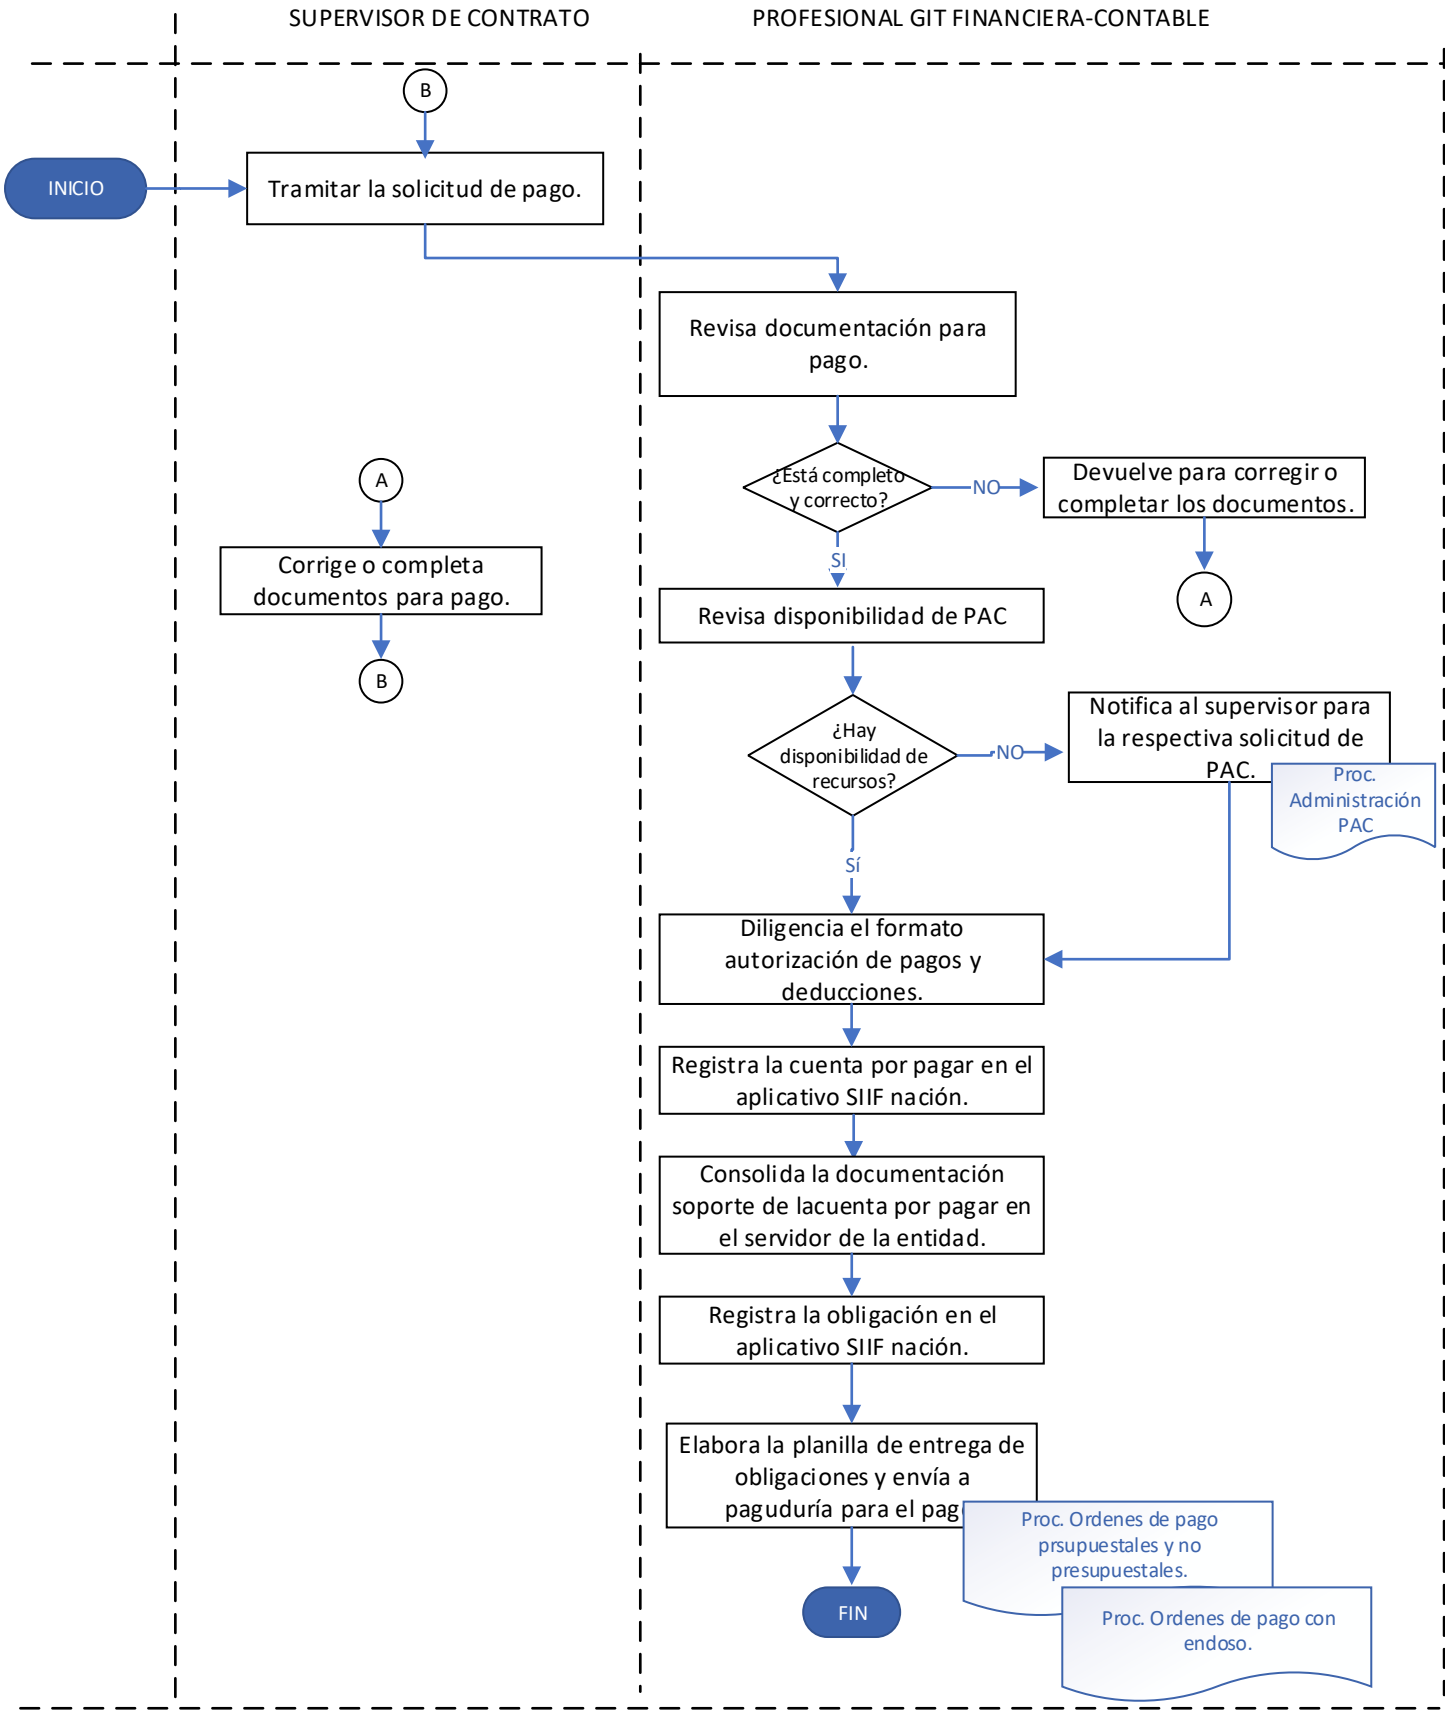 SUPERVISOR DE CONTRATO
PROFESIONAL GIT FINANCIERA-CONTABLE
B
INICIO
Tramitar la solicitud de pago.
Revisa documentación para
pago.
¿Está completo
y correcto?
NO
Devuelve para corregir o
completar los documentos.
A
Corrige o completa
documentos para pago.
B
SI
A
Revisa disponibilidad de PAC
¿Hay
disponibilidad de
recursos?
NO
Notifica al supervisor para
la respectiva solicitud de
PAC.
Proc.
Administración
PAC
Sí
Diligencia el formato
autorización de pagos y
deducciones.
Registra la cuenta por pagar en el
aplicativo SIIF nación.
Consolida la documentación
soporte de lacuenta por pagar en
el servidor de la entidad.
Registra la obligación en el
aplicativo SIIF nación.
Elabora la planilla de entrega de
obligaciones y envía a
paguduría para el pag
Proc. Ordenes de pago
prsupuestales y no
presupuestales.
FIN
Proc. Ordenes de pago con
endoso.